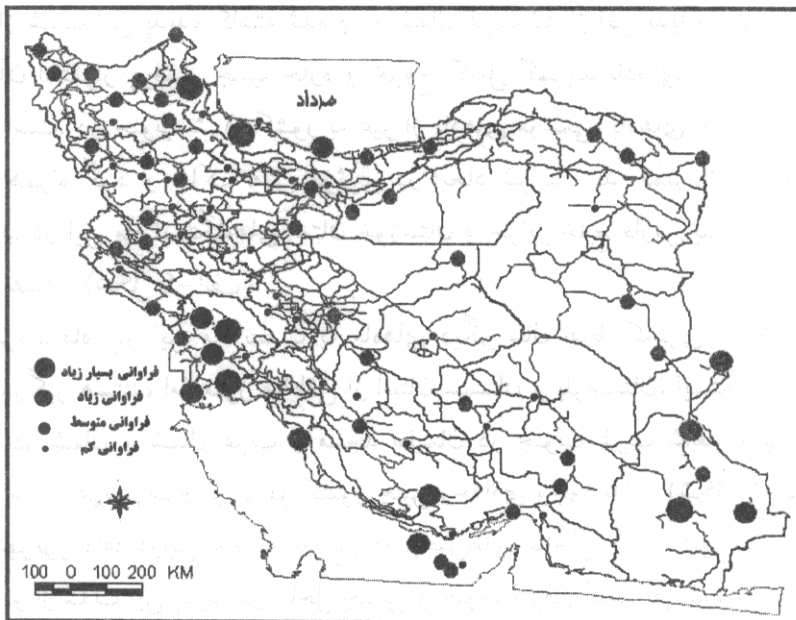 مرداد
فراوانی بسیار زیاد
فراوانی زیاد
فراوانی متوسط
فراوانی کم
100 0 100 200 KM